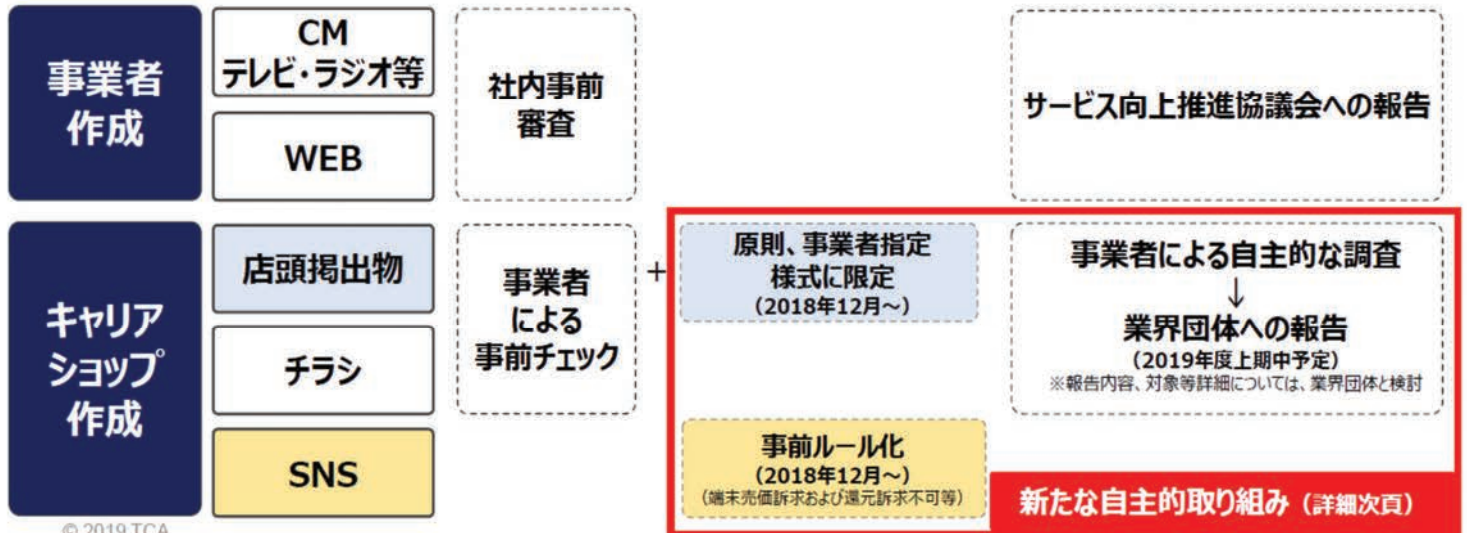 事業者
作成
CM
テレビ・ラジオ等
WEB
社内事前
審査
サービス向上推進協議会への報告
キャリア
ショップ
作成
店頭掲出物
チラシ
SNS
事業者
による
事前チェック
+
原則、事業者指定
様式に限定
(2018年12月~)
事前ルール化
(2018年12月~)
(端末売価訴求および還元訴求不可等)
事業者による自主的な調査
↓
業界団体への報告
(2019年度上期中予定)
※報告内容、対象等詳細については、業界団体と検討
新たな自主的取り組み(詳細次頁)
© 2019 TCA